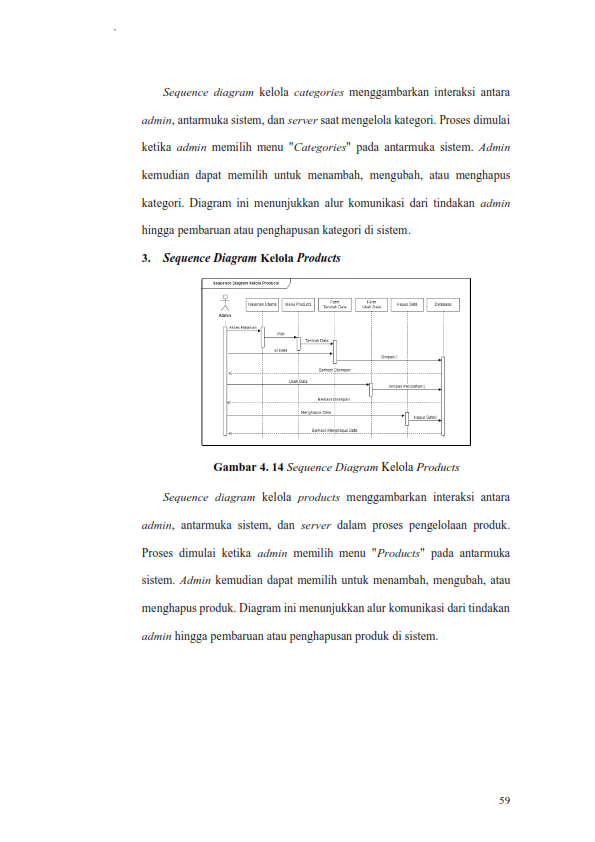 Sequence diagram kelola categories menggambarkan interaksi antara
admin, antarmuka sistem, dan server saat mengelola kategori. Proses dimulai
ketika admin memilih menu "Categories" pada antarmuka sistem. Admin
kemudian dapat memilih untuk menambah, mengubah, atau menghapus
kategori. Diagram ini menunjukkan alur komunikasi dari tindakan admin
hingga pembaruan atau penghapusan kategori di sistem.
3. Sequence Diagram Kelola Products
Sequence Diagram Kelola Products
Halaman Utama
Menu Products
Form
Tambah Data
Form
Ubah Data
Hapus Data
Database
Admin
Akses Halaman
Pilih
Tambah Data
Isi Data
Simpan()
Berhasil Disimpan
Ubah Data
Simpan Perubahan()
Berhasil Disimpan
Menghapus Data
Hapus Data()
Berhasil Menghapus Data
Gambar 4. 14 Sequence Diagram Kelola Products
Sequence diagram kelola products menggambarkan interaksi antara
admin, antarmuka sistem, dan server dalam proses pengelolaan produk.
Proses dimulai ketika admin memilih menu "Products" pada antarmuka
sistem. Admin kemudian dapat memilih untuk menambah, mengubah, atau
menghapus produk. Diagram ini menunjukkan alur komunikasi dari tindakan
admin hingga pembaruan atau penghapusan produk di sistem.
59